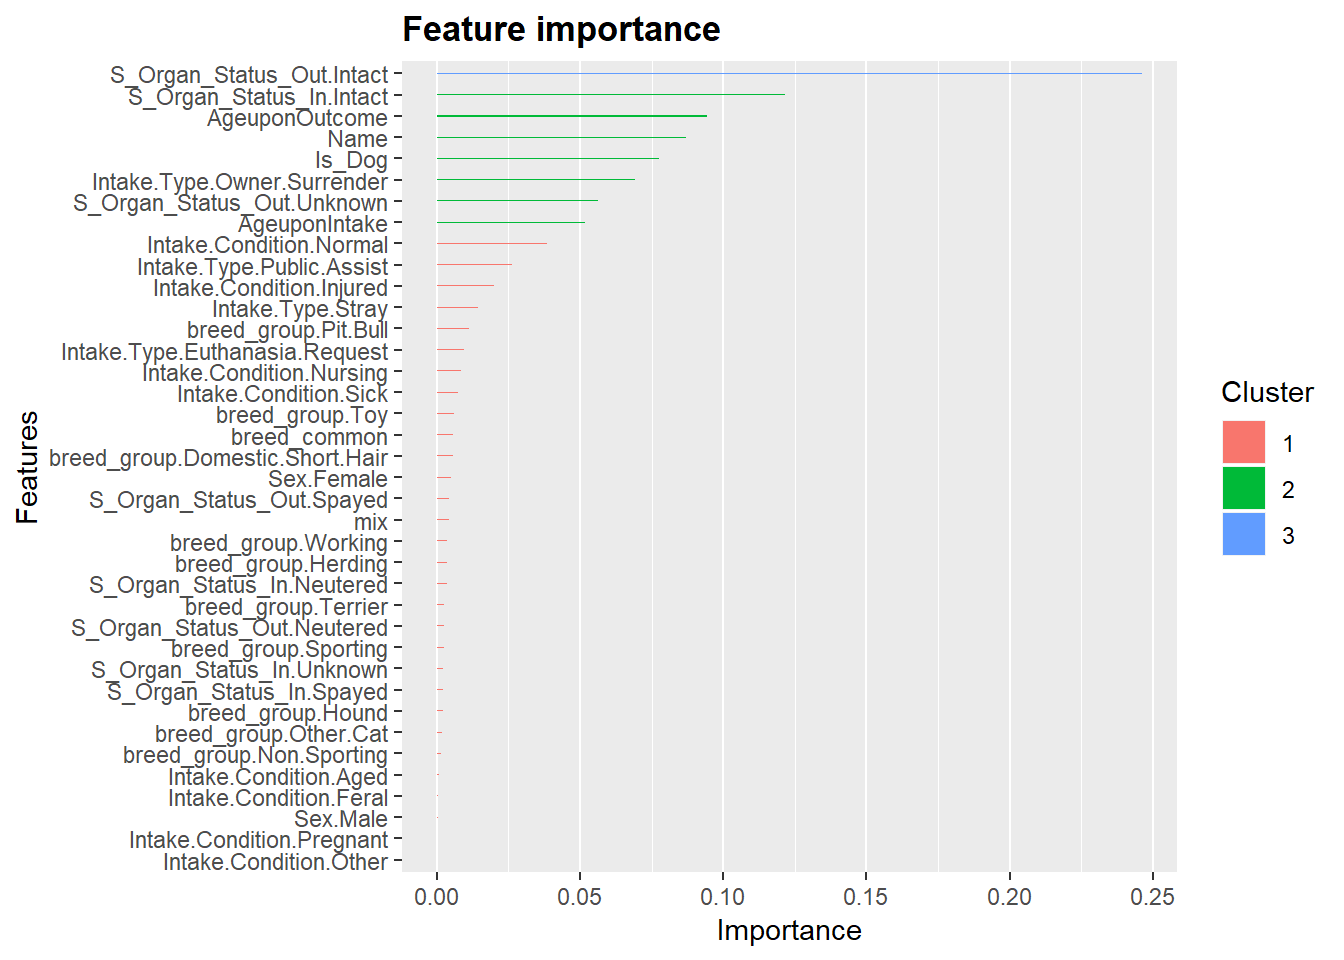 Feature importance
S_Organ_Status_Out.Intact
S_Organ_Status_In.Intact
AgeuponOutcome
Name
Is_Dog
Intake.Type.Owner.Surrender
S_Organ_Status_Out.Unknown
AgeuponIntake
Intake.Condition.Normal
Intake.Type.Public.Assist
Intake.Condition.Injured
Intake.Type.Stray
breed_group.Pit.Bull
Intake.Type.Euthanasia.Request
Intake.Condition.Nursing
Intake.Condition.Sick
breed_group.Toy
breed_common
breed_group.Domestic.Short.Hair
Sex.Female
S_Organ_Status_Out.Spayed
mix
breed_group.Working
breed_group.Herding
S_Organ_Status_In.Neutered
breed_group.Terrier
S_Organ_Status_Out.Neutered
breed_group.Sporting
S_Organ_Status_In.Unknown
S_Organ_Status_In.Spayed
breed_group.Hound
breed_group.Other.Cat
breed_group.Non.Sporting
Intake.Condition.Aged
Intake.Condition.Feral
Sex.Male
Intake.Condition.Pregnant
Intake.Condition.Other
Features
0.00 0.05 0.10 0.15 0.20 0.25
Importance
Cluster
1
2
3